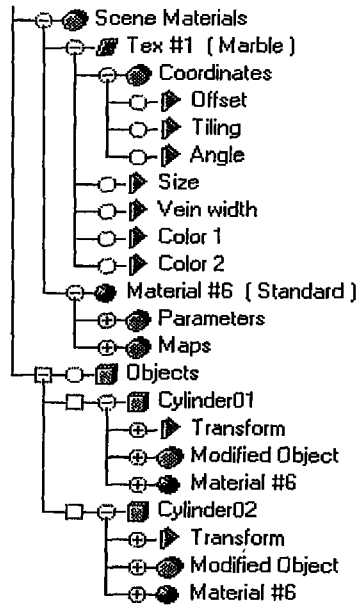 Scene Materials
Tex #1 ( Marble )
Coordinates
Offset
Tiling
Angle
Size
Vein width
Color 1
Color 2
Material #6 ( Standard )
Parameters
Maps
Objects
Cylinder01
Transform
Modified Object
Material #6
Cylinder02
Transform
Modified Object
Material #6